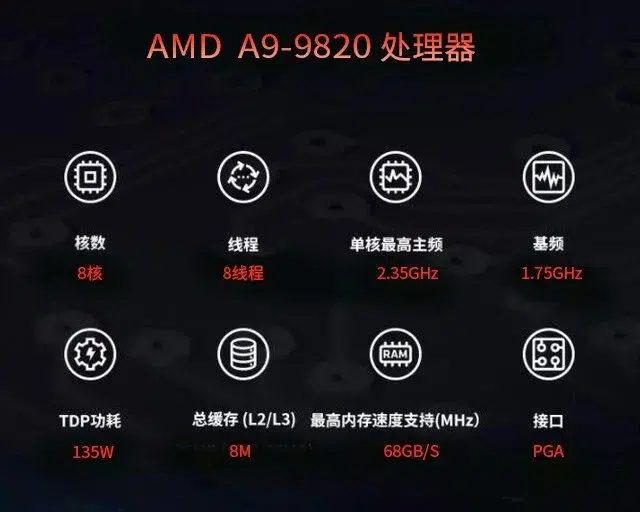 AMD A9-9820 处理器
核数
线程
单核最高主频
基频
8核
8线程
2.35GHz
1.75GHz
RAM
TDP功耗
总缓存 (L2/L3)
最高内存速度支持(MHz)
接口
135W
8M
68GB/S
PGA